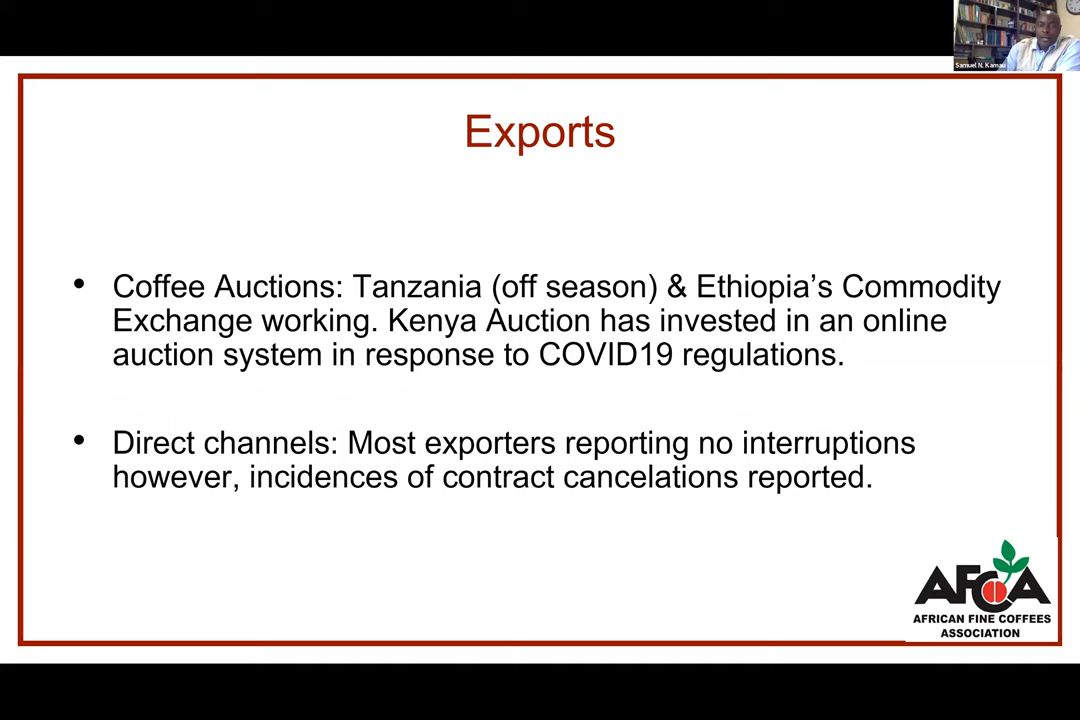 Samuel N. Kamau
Exports
• Coffee Auctions: Tanzania (off season) & Ethiopia’s Commodity
Exchange working. Kenya Auction has invested in an online
auction system in response to COVID19 regulations.
• Direct channels: Most exporters reporting no interruptions
however, incidences of contract cancelations reported.
AFCA
AFRICAN FINE COFFEES
ASSOCIATION